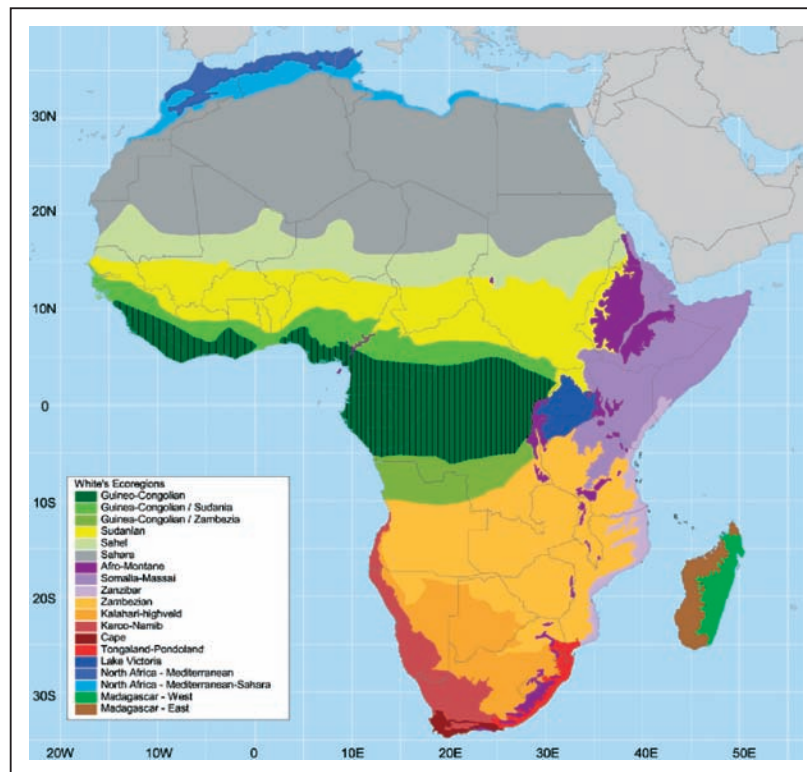 30N
20N
10N
0
10S
20S
30S
White's Ecoregions
Guineo-Congolian
Guinea-Congolian / Sudania
Guinea-Congolian / Zambezia
Sudanian
Sahel
Sahara
Afro-Montane
Somalia-Massai
Zanzibar
Zambezian
Kalahari-highveld
Karoo-Namib
Cape
Tongaland-Pondoland
Lake Victoria
North Africa - Mediterranean
North Africa - Mediterranean-Sahara
Madagascar - West
Madagascar - East
20W 10W 0 10E 20E 30E 40E 50E